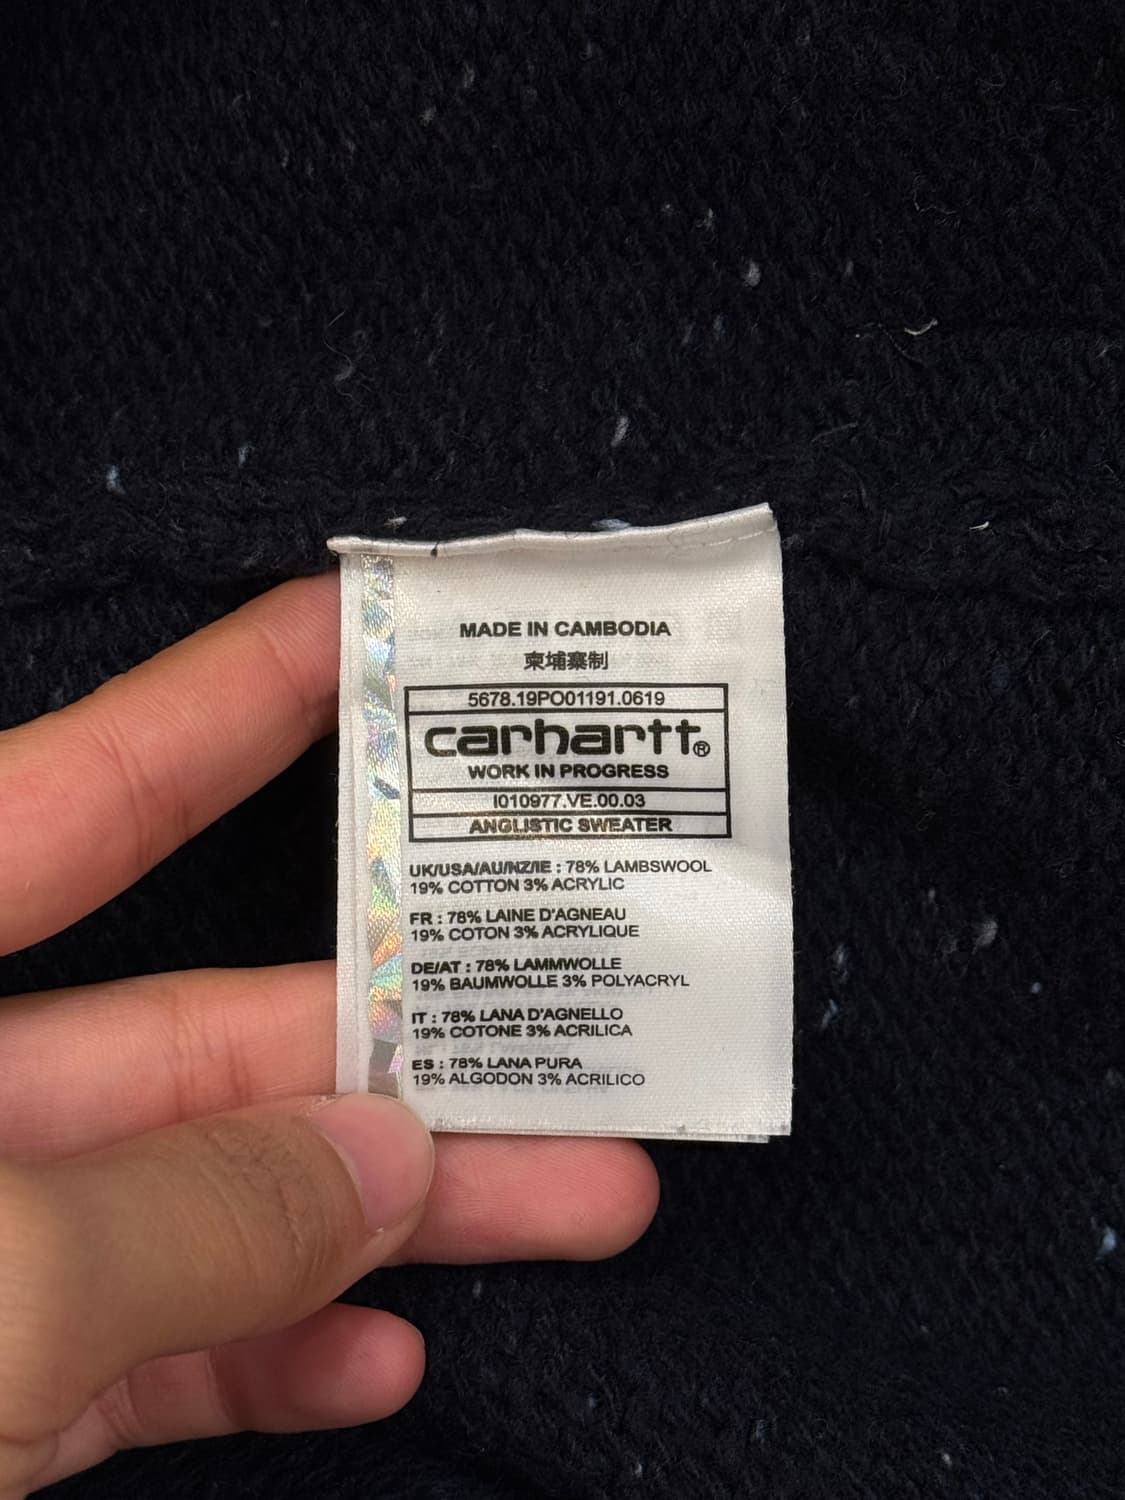 MADE IN CAMBODIA
柬埔寨制
5678.19PO01191.0619
carhartt®
WORK IN PROGRESS
I010977.VE.00.03
ANGLISTIC SWEATER
UK/USA/AU/NZ/IE : 78% LAMBSWOOL
19% COTTON 3% ACRYLIC
FR : 78% LAINE D'AGNEAU
19% COTON 3% ACRYLIQUE
DE/AT : 78% LAMMWOLLE
19% BAUMWOLLE 3% POLYACRYL
IT : 78% LANA D'AGNELLO
19% COTONE 3% ACRILICA
ES : 78% LANA PURA
19% ALGODON 3% ACRILICO